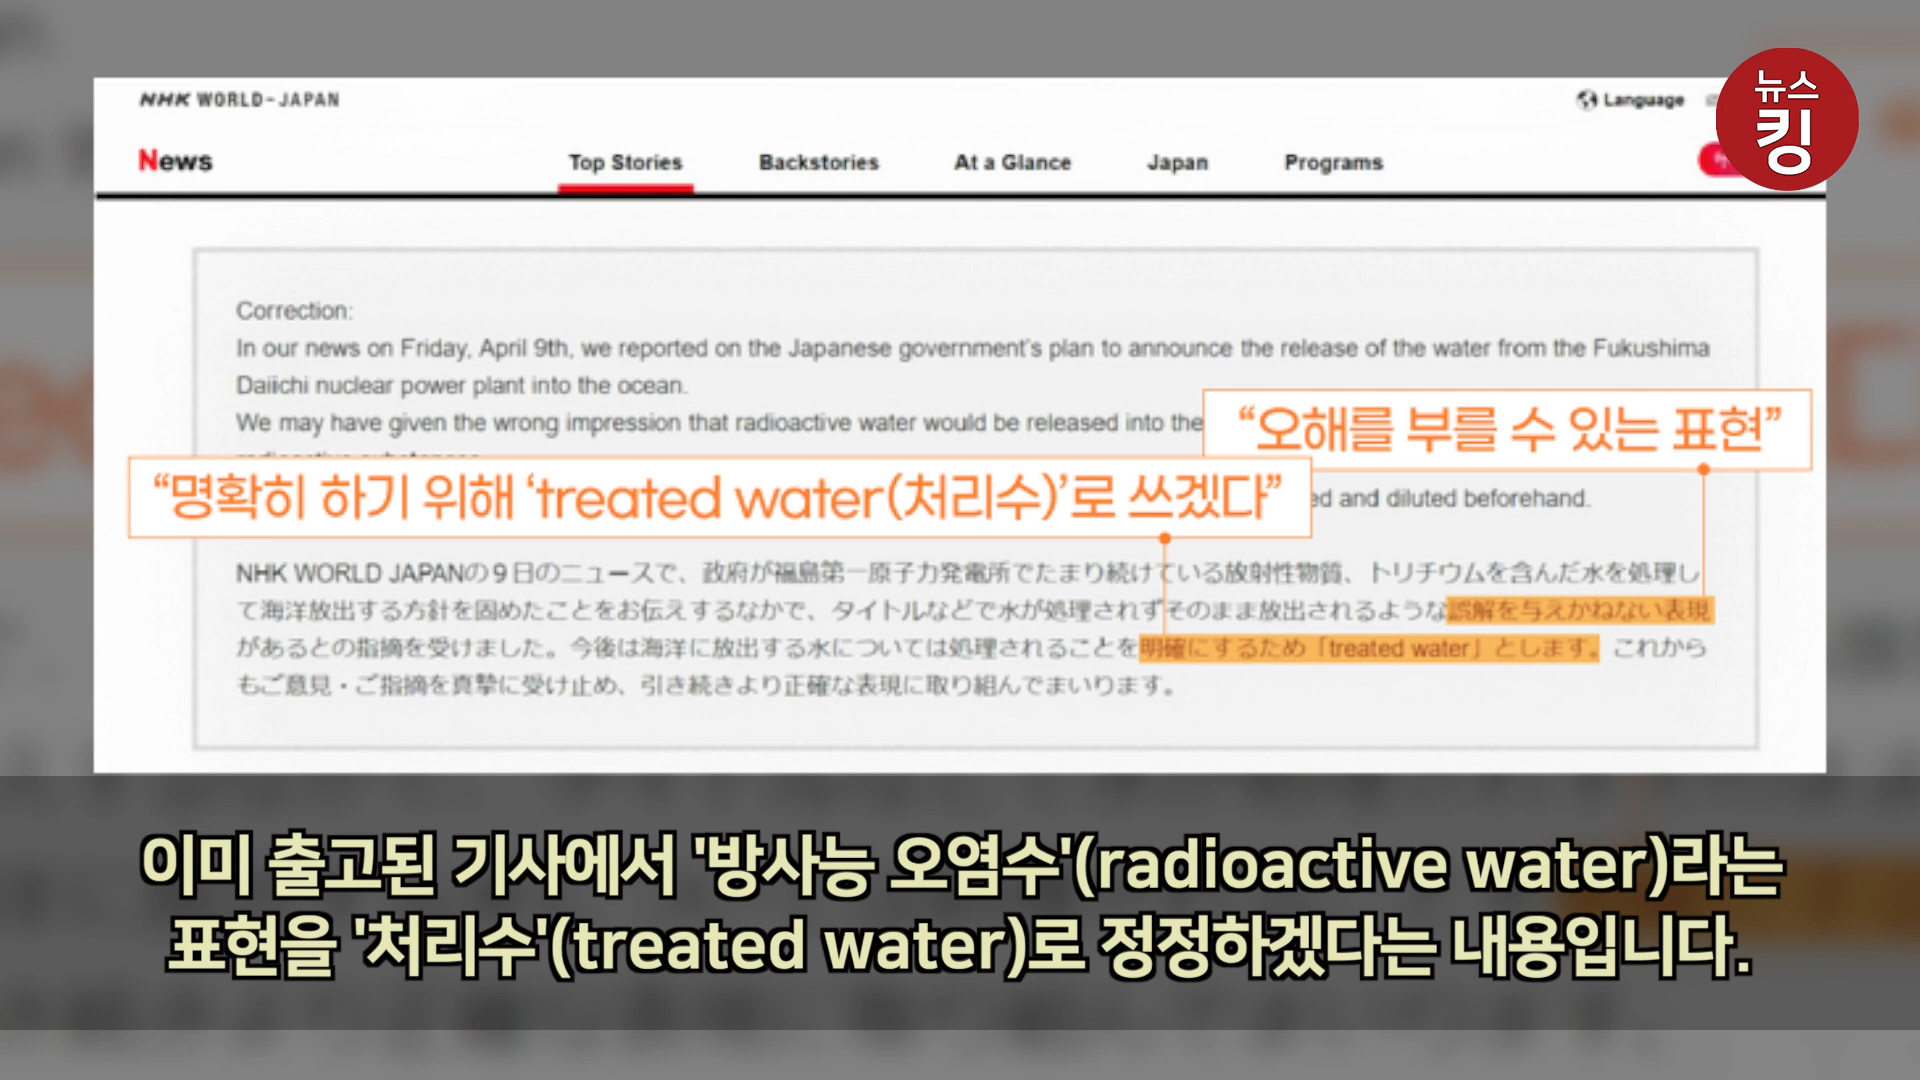 NHK WORLD-JAPAN
Language
뉴스
킹
News
Top Stories
Backstories
At a Glance
Japan
Programs
Correction:
In our news on Friday, April 9th, we reported on the Japanese government's plan to announce the release of the water from the Fukushima
Daiichi nuclear power plant into the ocean.
We may have given the wrong impression that radioactive water would be released into the
“오해를 부를 수 있는 표현”
“명확히 하기 위해 ‘treated water(처리수)’로 쓰겠다”
and diluted beforehand.
NHK WORLD JAPANの9日のニュースで、政府が福島第一原子力発電所でたまり続けている放射性物質、トリチウムを含んだ水を処理し
て海洋放出する方針を固めたことをお伝えするなかで、タイトルなどで水が処理されずそのまま放出されるような誤解を与えかねない表現
があるとの指摘を受けました。今後は海洋に放出する水については処理されることを明確にするため「treated water」とします。これから
もご意見・ご指摘を真摯に受け止め、引き続きより正確な表現に取り組んでまいります。
이미 출고된 기사에서 '방사능 오염수'(radioactive water)라는
표현을 '처리수'(treated water)로 정정하겠다는 내용입니다.